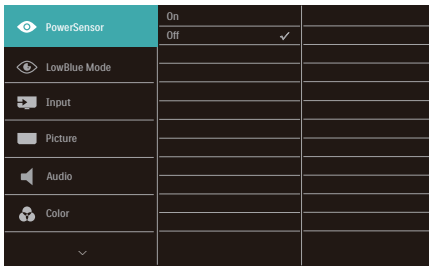 PowerSensor
On
Off
LowBlue Mode
Input
Picture
Audio
Color